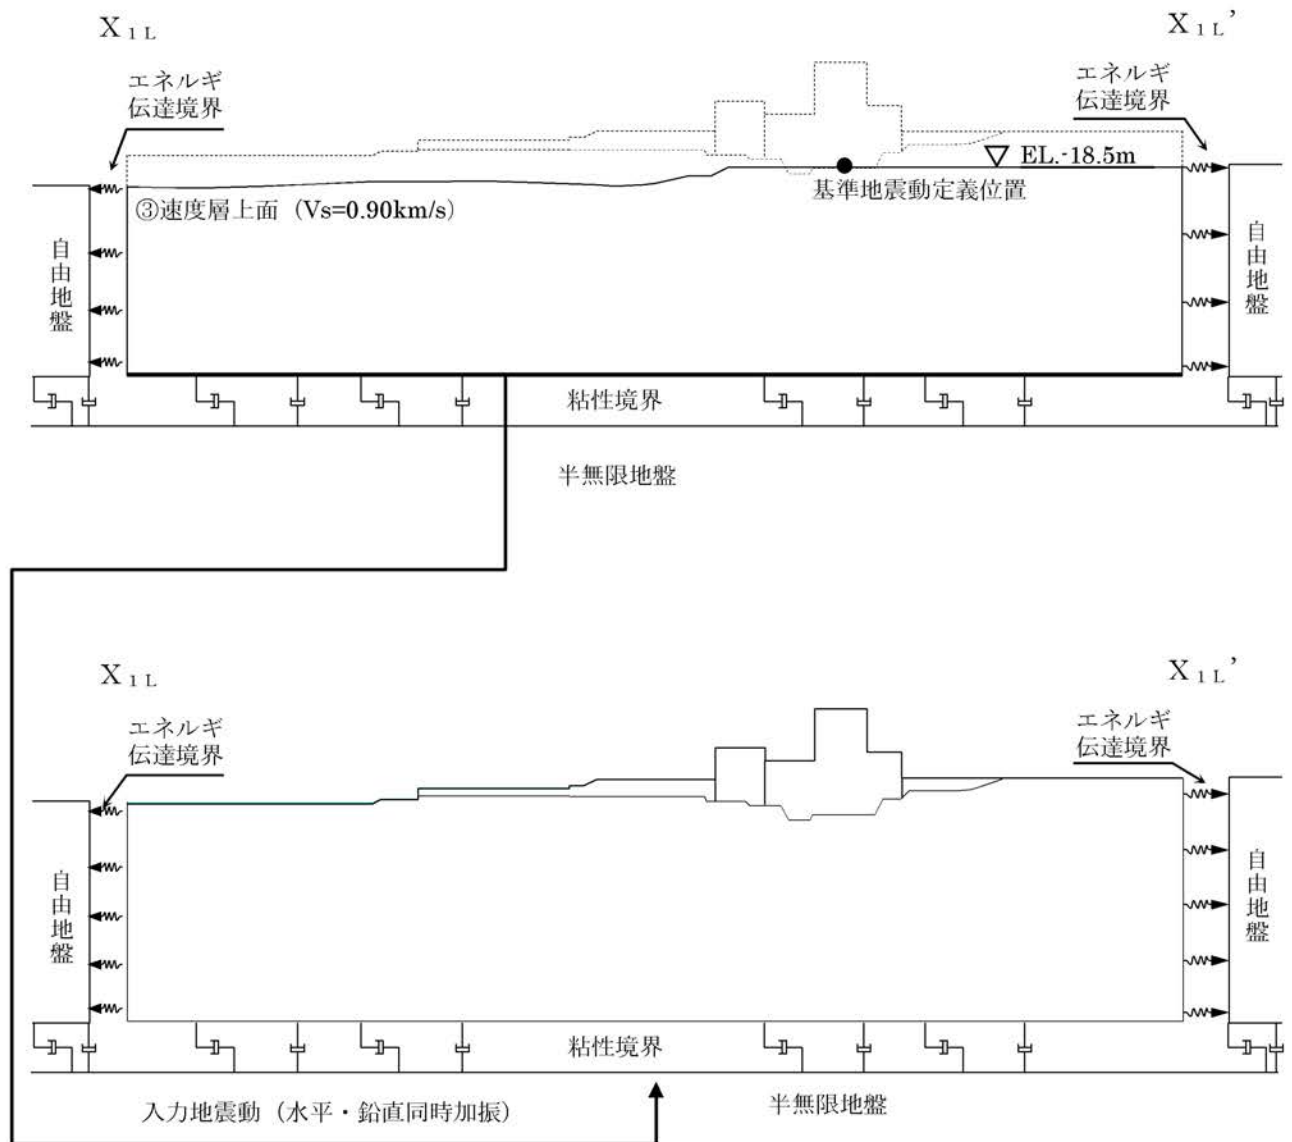 X₁L
X₁L’
エネルギ
伝達境界
エネルギ
伝達境界
EL.-18.5m
基準地震動定義位置
③速度層上面（Vs=0.90km/s）
自由地盤
自由地盤
粘性境界
半無限地盤
X₁L
X₁L’
エネルギ
伝達境界
エネルギ
伝達境界
自由地盤
自由地盤
粘性境界
入力地震動（水平・鉛直同時加振）
半無限地盤